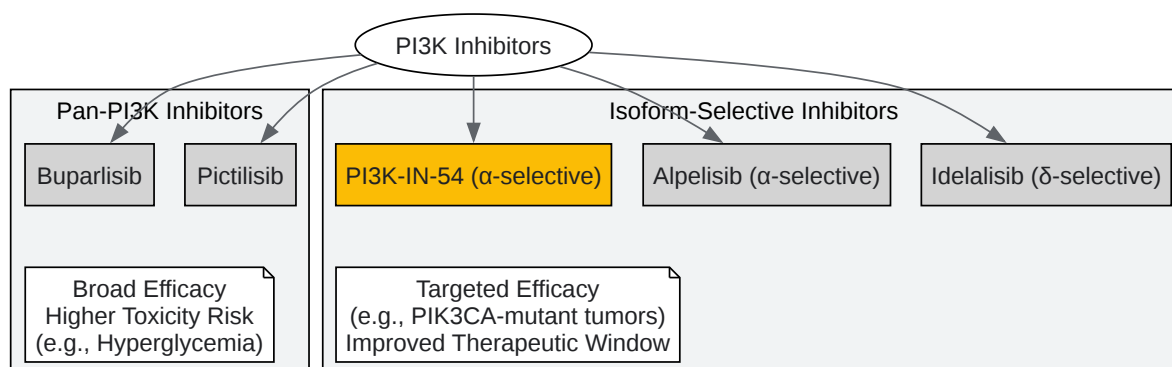 PI3K Inhibitors
Pan-PI3K Inhibitors
Isoform-Selective Inhibitors
Buparlisib
Pictilisib
PI3K-IN-54 (α-selective)
Alpelisib (α-selective)
Idelalisib (δ-selective)
Broad Efficacy
Higher Toxicity Risk
(e.g., Hyperglycemia)
Targeted Efficacy
(e.g., PIK3CA-mutant tumors)
Improved Therapeutic Window